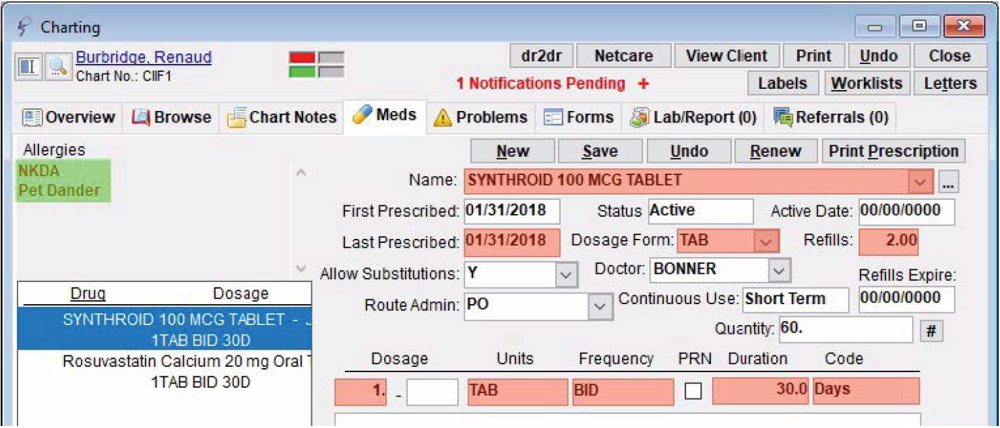 Charting
Burbridge, Renaud
Chart No.: CIIF1
dr2dr Netcare View Client Print Undo Close
1 Notifications Pending +
Labels Worklists Letters
Overview Browse Chart Notes Meds Problems Forms Lab/Report (0) Referrals (0)
Allergies
NKDA
Pet Dander
New Save Undo Renew Print Prescription
Name: SYNTHROID 100 MCG TABLET ...
First Prescribed: 01/31/2018 Status Active Active Date: 00/00/0000
Last Prescribed: 01/31/2018 Dosage Form: TAB Refills: 2.00
Allow Substitutions: Y Doctor: BONNER Refills Expire:
Route Admin: PO Continuous Use: Short Term 00/00/0000
Quantity: 60. #
Drug Dosage
SYNTHROID 100 MCG TABLET -
1TAB BID 30D
Rosuvastatin Calcium 20 mg Oral
1TAB BID 30D
Dosage Units Frequency PRN Duration Code
1. - TAB BID 30.0 Days